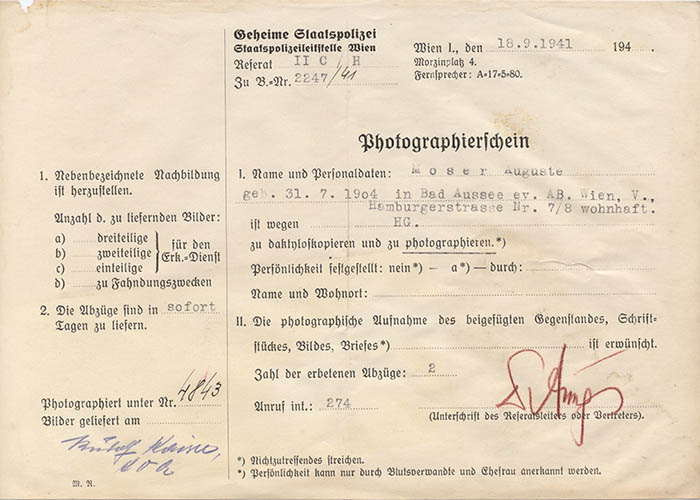 Geheime Staatspolizei
Staatspolizeileitstelle Wien
Referat II C / H
Zu B.=Nr. 2247/41
Wien I., den 18.9.1941 194
Morzinplatz 4.
Fernsprecher: A=17=5=80.
Photographierschein
1. Nebenbezeichnete Nachbildung
ist herzustellen.
Anzahl d. zu liefernden Bilder:
a) dreiteilige
b) zweiteilige
c) einteilige
für den
Erk.=Dienst
d) zu Fahndungszwecken
2. Die Abzüge sind in sofort
Tagen zu liefern.
Photographiert unter Nr. 4843
Bilder geliefert am
Rudolf
M. R.
I. Name und Personaldaten: Moser Auguste
geb. 31. 7. 1904 in Bad Aussee ev. AB. Wien, V.,
Hamburgerstrasse Nr. 7/8 wohnhaft.
ist wegen HG.
zu daktyloskopieren und zu photographieren.*)
Persönlichkeit festgestellt: nein*) — a*) — durch:
Name und Wohnort:
II. Die photographische Aufnahme des beigefügten Gegenstandes, Schrift=
stückes, Bildes, Briefes*) ist erwünscht.
Zahl der erbetenen Abzüge: 2
Anruf int.: 274
(Unterschrift des Referatsleiters oder Vertreters).
*) Nichtzutreffendes streichen.
*) Persönlichkeit kann nur durch Blutsverwandte und Ehefrau anerkannt werden.